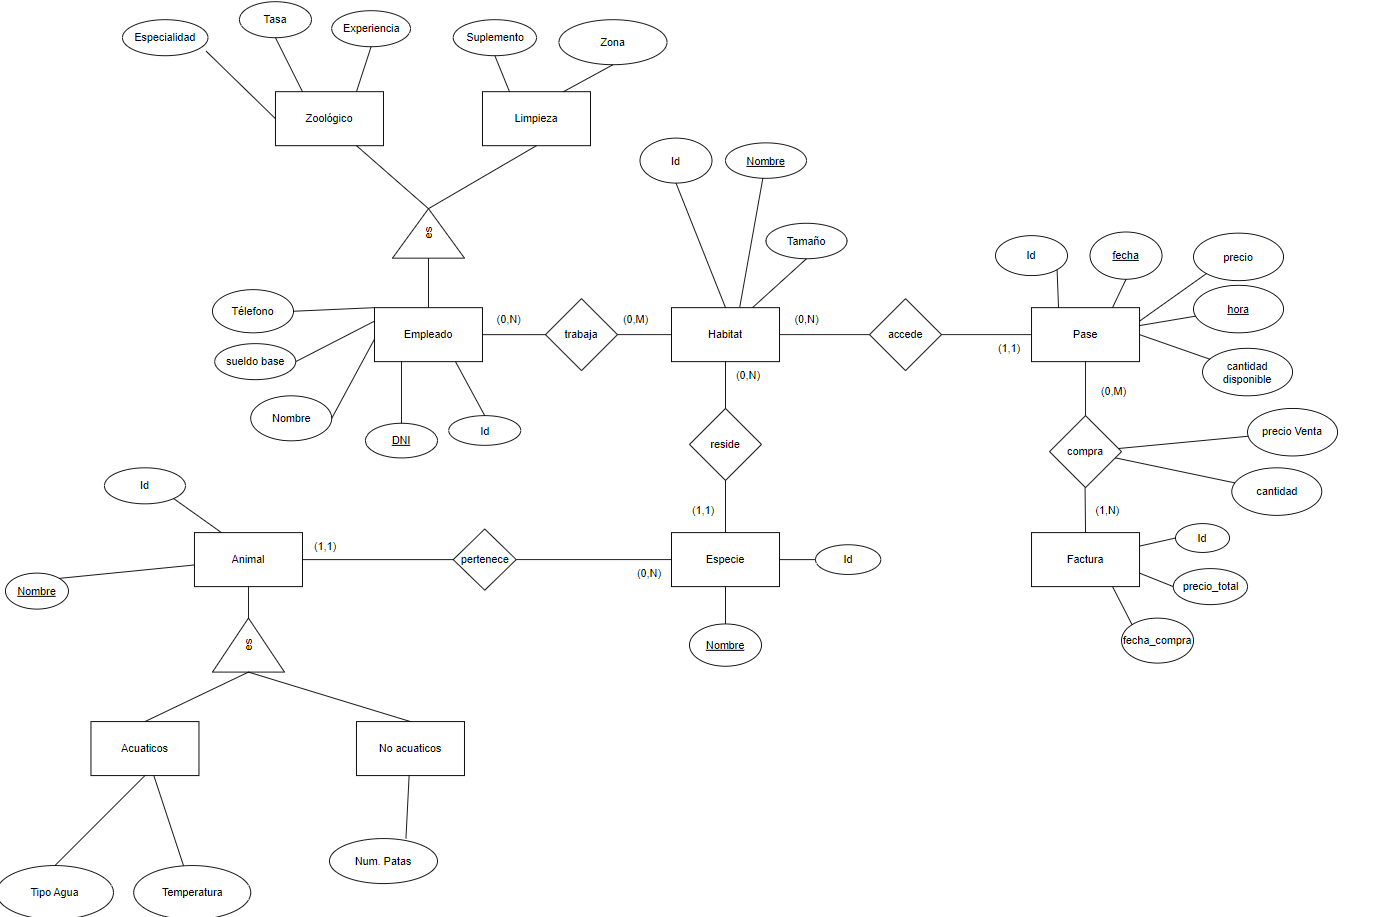 Tasa
Experiencia
Especialidad
Suplemento
Zona
Zoológico
Limpieza
Id
Nombre
es
Tamaño
Id
fecha
precio
hora
Télefono
Empleado
(0,N)
trabaja
(0,M)
Habitat
(0,N)
accede
(1,1)
Pase
sueldo base
cantidad
disponible
(0,N)
(0,M)
Nombre
DNI
Id
reside
compra
precio Venta
cantidad
Id
(1,1)
(1,N)
Animal
(1,1)
pertenece
(0,N)
Especie
Id
Factura
Id
precio_total
Nombre
es
Nombre
fecha_compra
Acuaticos
No acuaticos
Num. Patas
Tipo Agua
Temperatura